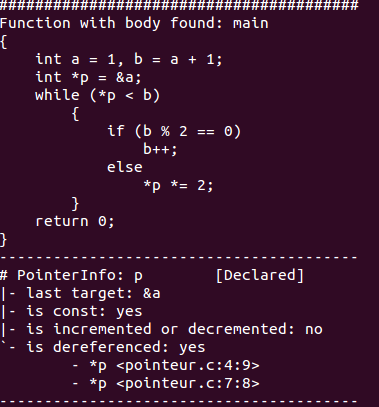 ########################################
Function with body found: main
{
    int a = 1, b = a + 1;
    int *p = &a;
    while (*p < b)
        {
            if (b % 2 == 0)
                b++;
            else
                *p *= 2;
        }
    return 0;
}
----------------------------------------
# PointerInfo: p        [Declared]
|- last target: &a
|- is const: yes
|- is incremented or decremented: no
`- is dereferenced: yes
        - *p <pointeur.c:4:9>
        - *p <pointeur.c:7:8>
----------------------------------------